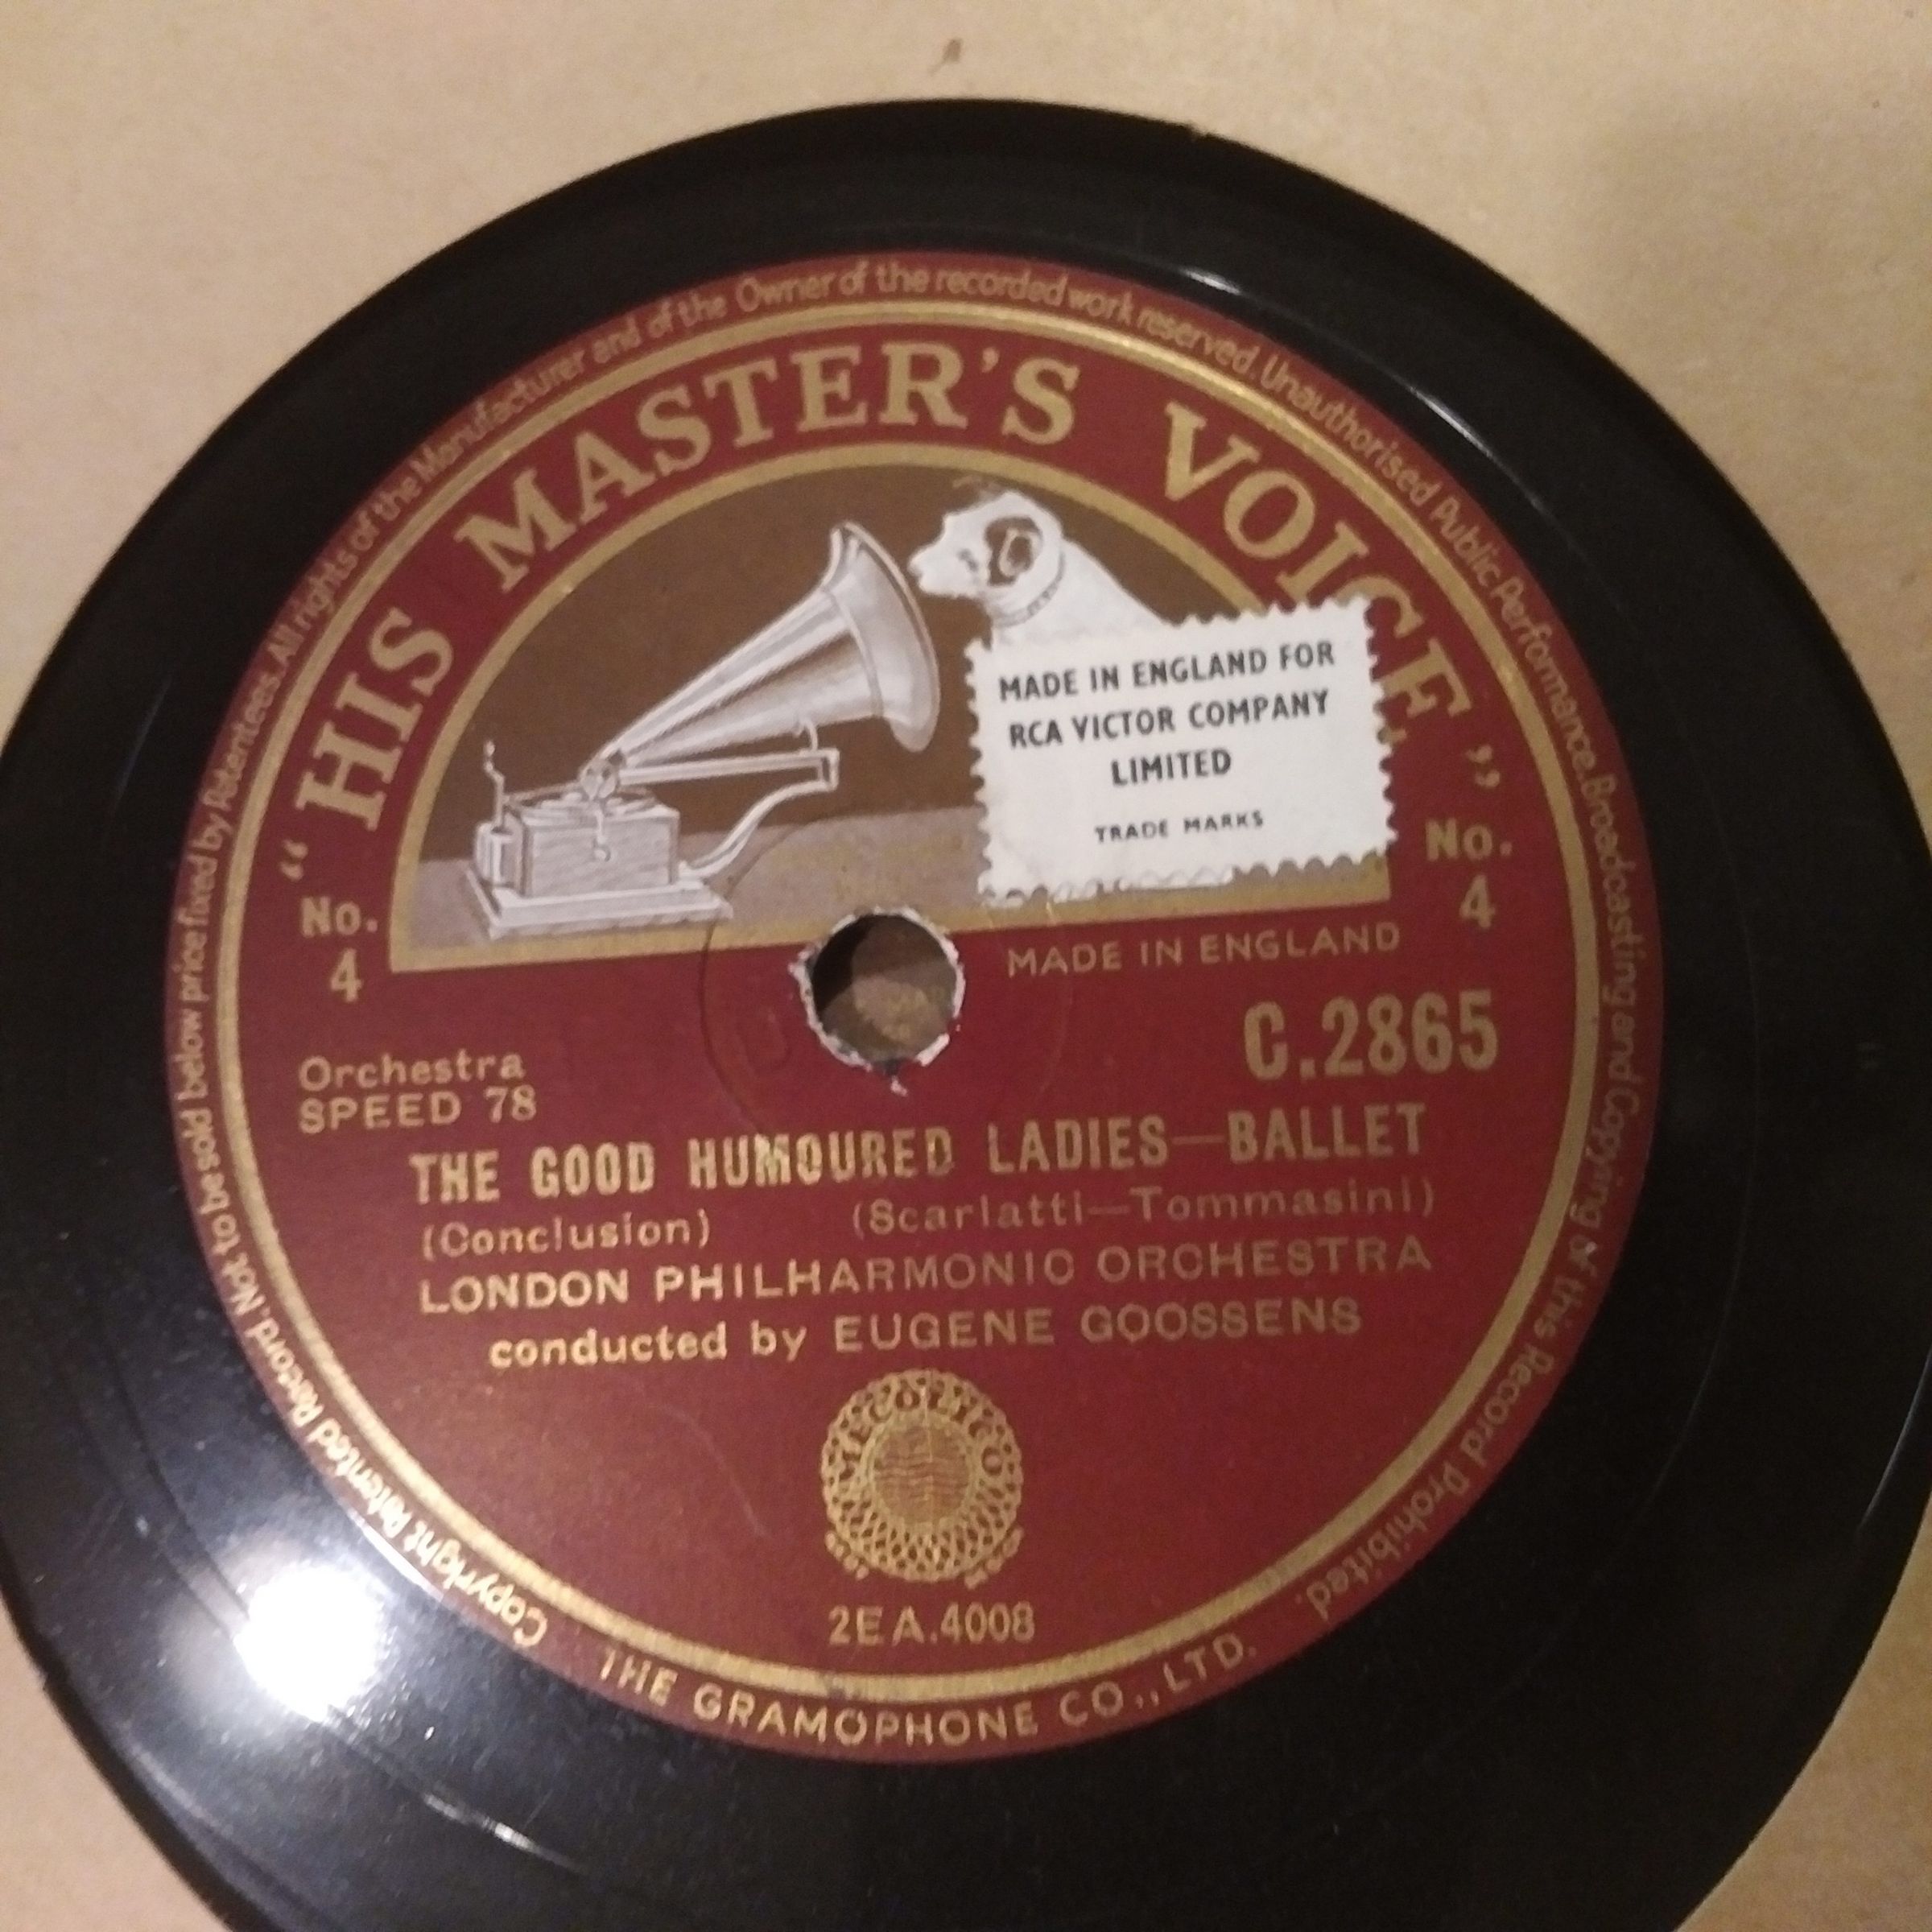 Copyright Patented Record. Not to be sold below price fixed by Patentees. All rights of the Manufacturer and of the Owner of the recorded work reserved. Unauthorised Public Performance, Broadcasting and Copying of this Record Prohibited.
"HIS MASTER'S VOICE"
MADE IN ENGLAND FOR
RCA VICTOR COMPANY
LIMITED
TRADE MARKS
No.
4
No.
4
MADE IN ENGLAND
C.2865
Orchestra
SPEED 78
THE GOOD HUMOURED LADIES—BALLET
(Conclusion) (Scarlatti—Tommasini)
LONDON PHILHARMONIC ORCHESTRA
conducted by EUGENE GOOSSENS
MECOLICO
2EA.4008
THE GRAMOPHONE CO., LTD.